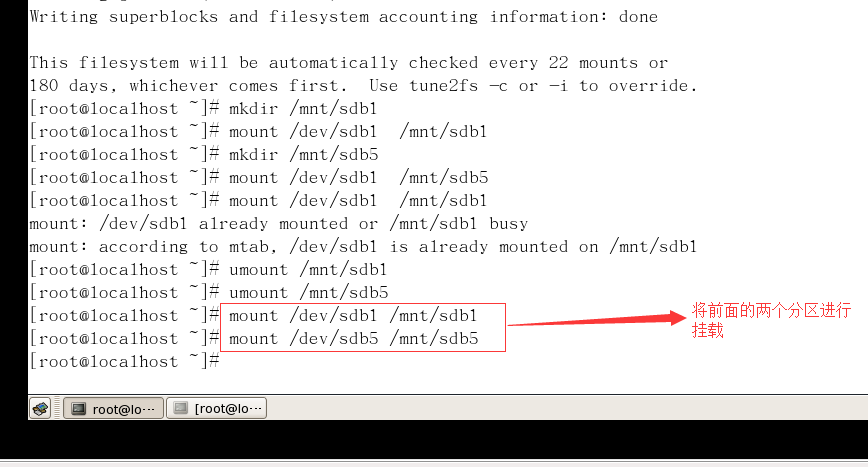 Writing superblocks and filesystem accounting information: done
This filesystem will be automatically checked every 22 mounts or
180 days, whichever comes first.  Use tune2fs -c or -i to override.
[root@localhost ~]# mkdir /mnt/sdb1
[root@localhost ~]# mount /dev/sdb1  /mnt/sdb1
[root@localhost ~]# mkdir /mnt/sdb5
[root@localhost ~]# mount /dev/sdb1  /mnt/sdb5
[root@localhost ~]# mount /dev/sdb1  /mnt/sdb1
mount: /dev/sdb1 already mounted or /mnt/sdb1 busy
mount: according to mtab, /dev/sdb1 is already mounted on /mnt/sdb1
[root@localhost ~]# umount /mnt/sdb1
[root@localhost ~]# umount /mnt/sdb5
[root@localhost ~]# mount /dev/sdb1 /mnt/sdb1
[root@localhost ~]# mount /dev/sdb5 /mnt/sdb5
[root@localhost ~]#
将前面的两个分区进行
挂载
root@lo...
[root@lo...